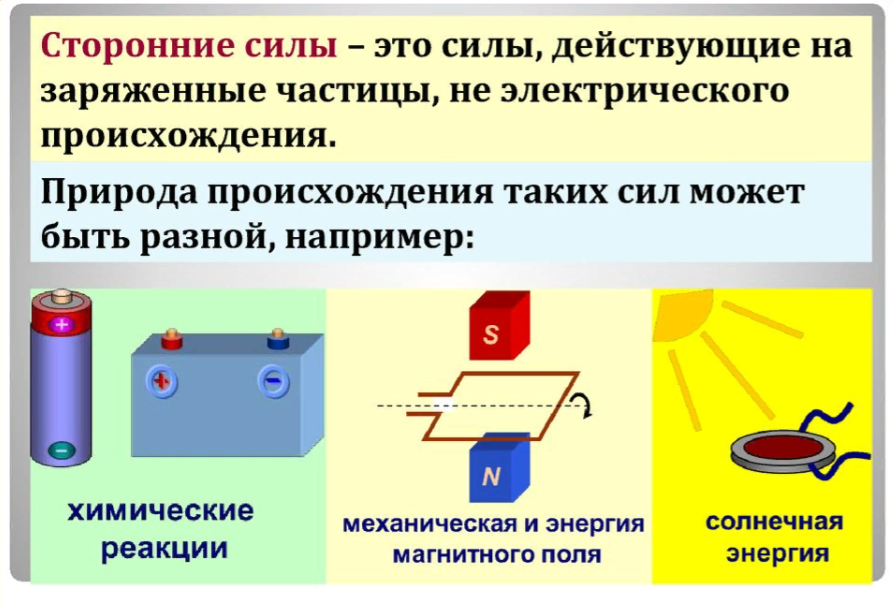 Сторонние силы – это силы, действующие на
заряженные частицы, не электрического
происхождения.
Природа происхождения таких сил может
быть разной, например:
+
–
+
–
химические
реакции
S
N
механическая и энергия
магнитного поля
солнечная
энергия